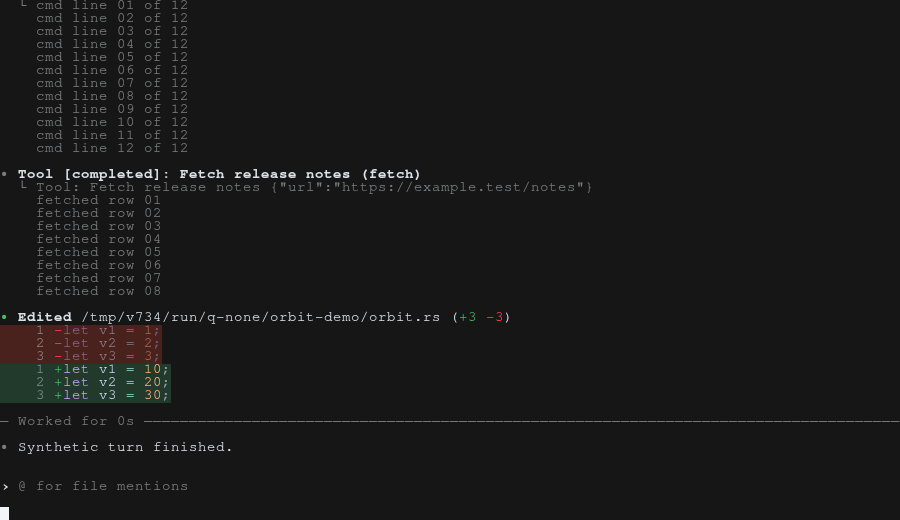 └ cmd line 01 of 12
cmd line 02 of 12
cmd line 03 of 12
cmd line 04 of 12
cmd line 05 of 12
cmd line 06 of 12
cmd line 07 of 12
cmd line 08 of 12
cmd line 09 of 12
cmd line 10 of 12
cmd line 11 of 12
cmd line 12 of 12
• Tool [completed]: Fetch release notes (fetch)
└ Tool: Fetch release notes {"url":"https://example.test/notes"}
fetched row 01
fetched row 02
fetched row 03
fetched row 04
fetched row 05
fetched row 06
fetched row 07
fetched row 08
• Edited /tmp/v734/run/q-none/orbit-demo/orbit.rs (+3 -3)
1 -let v1 = 1;
2 -let v2 = 2;
3 -let v3 = 3;
1 +let v1 = 10;
2 +let v2 = 20;
3 +let v3 = 30;
─ Worked for 0s ─
• Synthetic turn finished.
› @ for file mentions